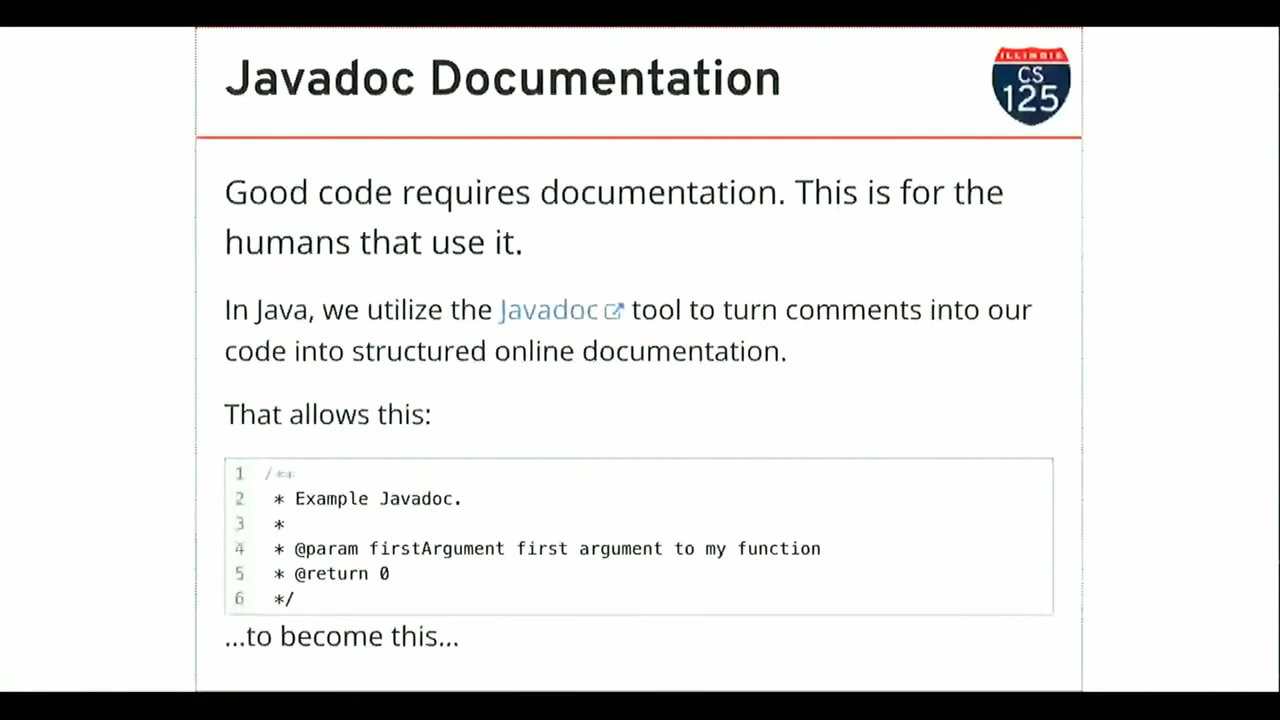 Javadoc Documentation
ILLINOIS
CS
125
Good code requires documentation. This is for the
humans that use it.
In Java, we utilize the Javadoc tool to turn comments into our
code into structured online documentation.
That allows this:
1 /**
2 * Example Javadoc.
3 *
4 * @param firstArgument first argument to my function
5 * @return 0
6 */
...to become this...